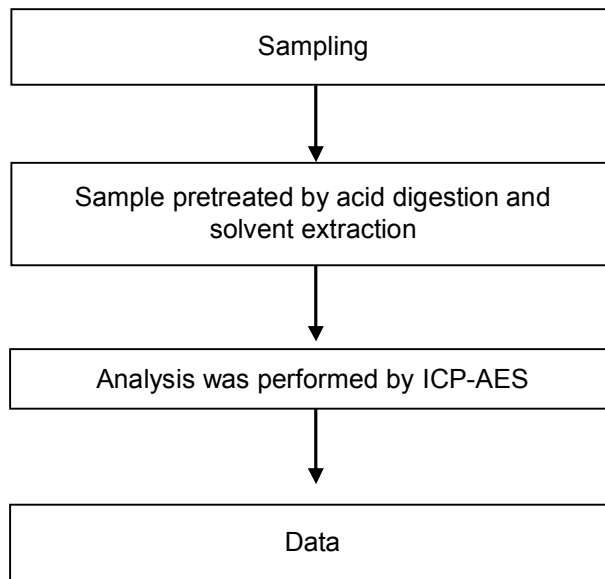 Sampling
Sample pretreated by acid digestion and
solvent extraction
Analysis was performed by ICP-AES
Data